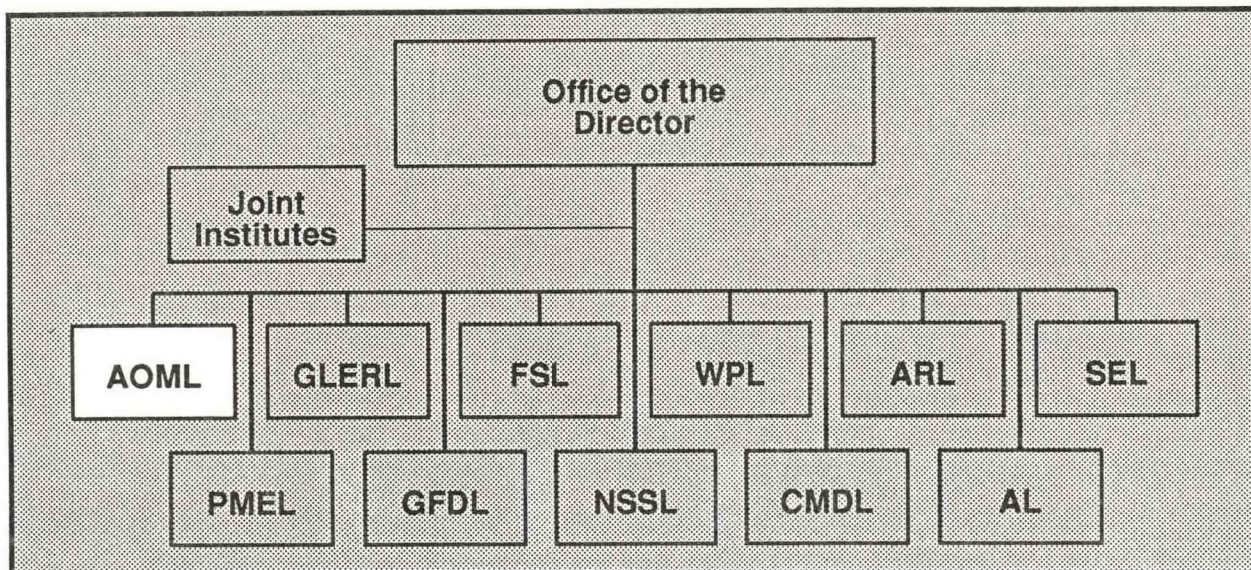 Office of the
Director
Joint
Institutes
AOML
GLERL
FSL
WPL
ARL
SEL
PMEL
GFDL
NSSL
CMDL
AL